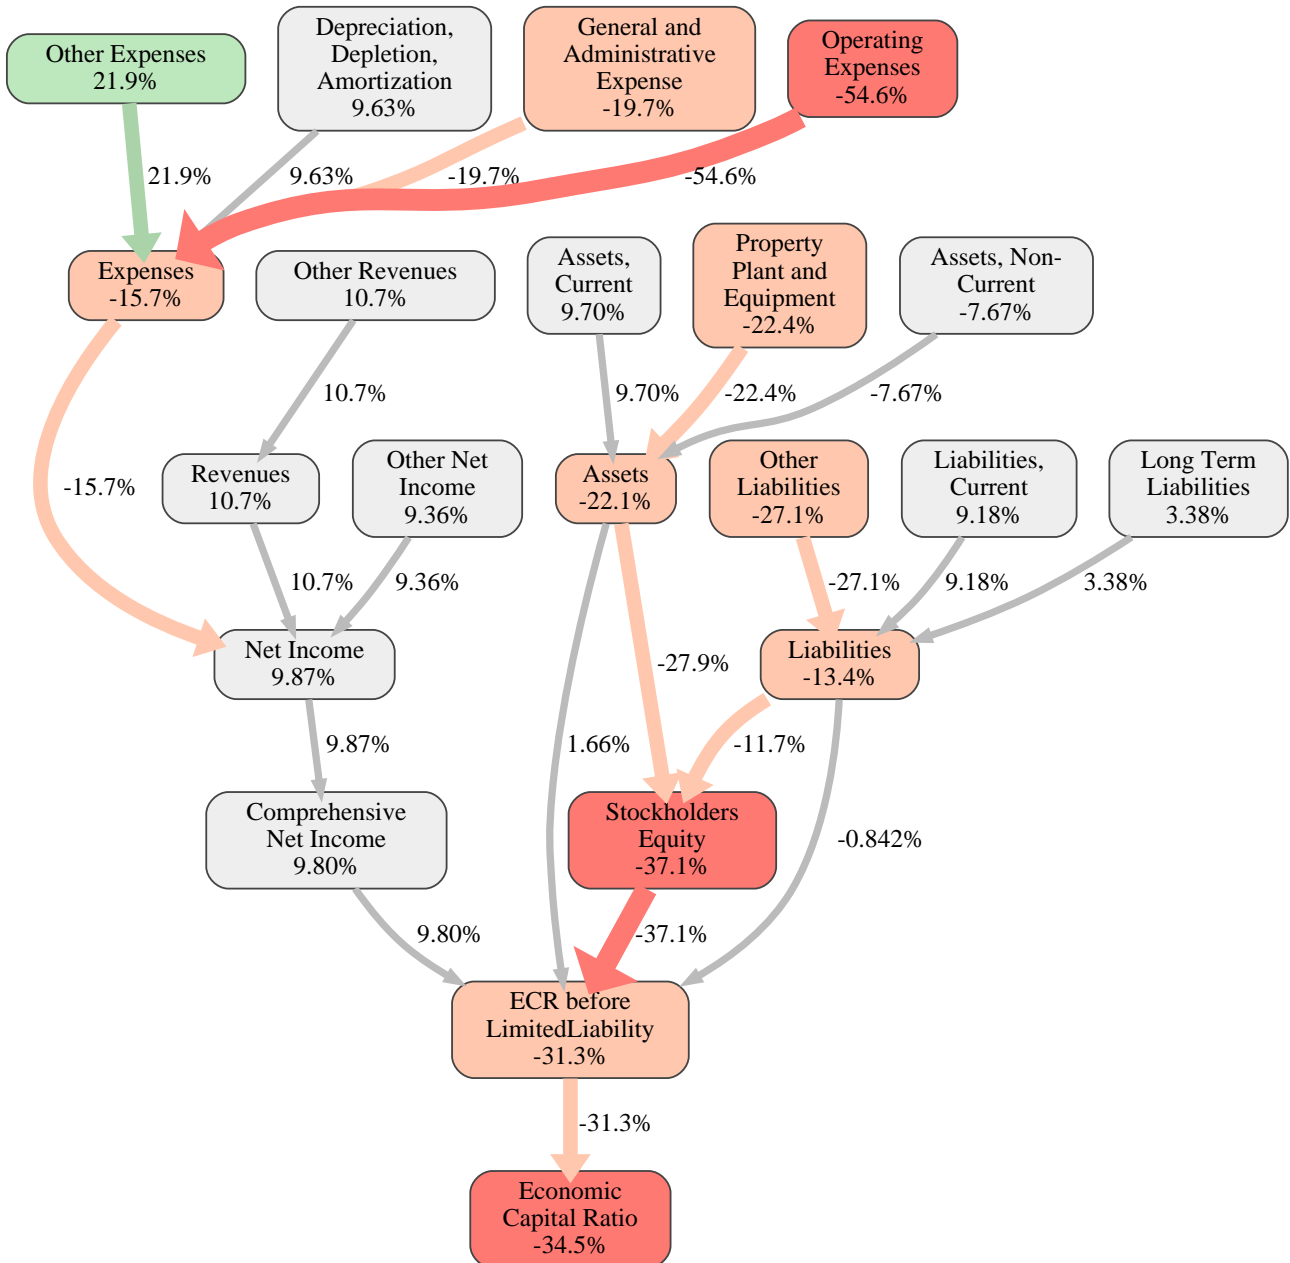 Other Expenses
21.9%
Depreciation,
Depletion,
Amortization
9.63%
General and
Administrative
Expense
-19.7%
Operating
Expenses
-54.6%
21.9%
9.63%
-19.7%
-54.6%
Expenses
-15.7%
Other Revenues
10.7%
Assets,
Current
9.70%
Property
Plant and
Equipment
-22.4%
Assets, Non-
Current
-7.67%
10.7%
9.70%
-22.4%
-7.67%
-15.7%
Revenues
10.7%
Other Net
Income
9.36%
Assets
-22.1%
Other
Liabilities
-27.1%
Liabilities,
Current
9.18%
Long Term
Liabilities
3.38%
10.7%
9.36%
-27.1%
9.18%
3.38%
Net Income
9.87%
-27.9%
Liabilities
-13.4%
9.87%
1.66%
-11.7%
Comprehensive
Net Income
9.80%
Stockholders
Equity
-37.1%
-0.842%
9.80%
-37.1%
ECR before
LimitedLiability
-31.3%
-31.3%
Economic
Capital Ratio
-34.5%